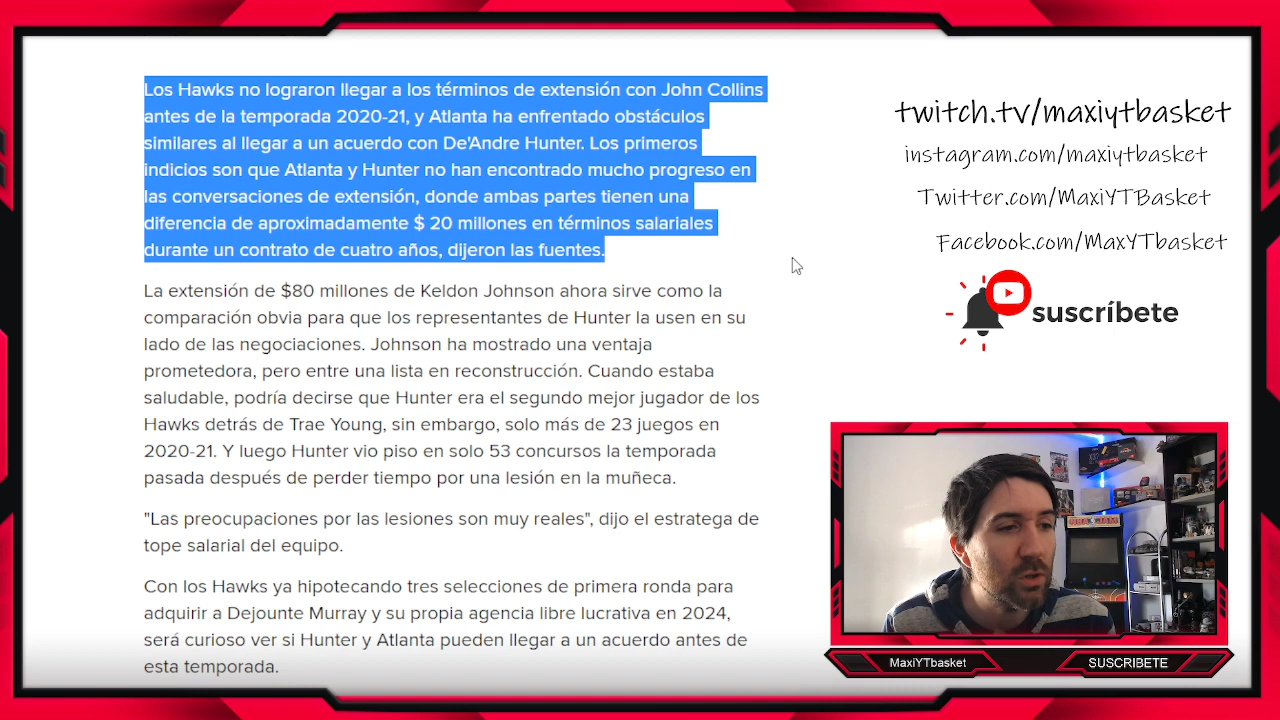 Los Hawks no lograron llegar a los términos de extensión con John Collins
antes de la temporada 2020-21, y Atlanta ha enfrentado obstáculos
similares al llegar a un acuerdo con De'Andre Hunter. Los primeros
indicios son que Atlanta y Hunter no han encontrado mucho progreso en
las conversaciones de extensión, donde ambas partes tienen una
diferencia de aproximadamente $ 20 millones en términos salariales
durante un contrato de cuatro años, dijeron las fuentes.
La extensión de $80 millones de Keldon Johnson ahora sirve como la
comparación obvia para que los representantes de Hunter la usen en su
lado de las negociaciones. Johnson ha mostrado una ventaja
prometedora, pero entre una lista en reconstrucción. Cuando estaba
saludable, podría decirse que Hunter era el segundo mejor jugador de los
Hawks detrás de Trae Young, sin embargo, solo más de 23 juegos en
2020-21. Y luego Hunter vio piso en solo 53 concursos la temporada
pasada después de perder tiempo por una lesión en la muñeca.
"Las preocupaciones por las lesiones son muy reales", dijo el estratega de
tope salarial del equipo.
Con los Hawks ya hipotecando tres selecciones de primera ronda para
adquirir a Dejounte Murray y su propia agencia libre lucrativa en 2024,
será curioso ver si Hunter y Atlanta pueden llegar a un acuerdo antes de
esta temporada.
twitch.tv/maxiytbasket
instagram.com/maxiytbasket
Twitter.com/MaxiYTBasket
Facebook.com/MaxYTbasket
suscríbete
NBA JAM
MaxiYTbasket
SUSCRIBETE